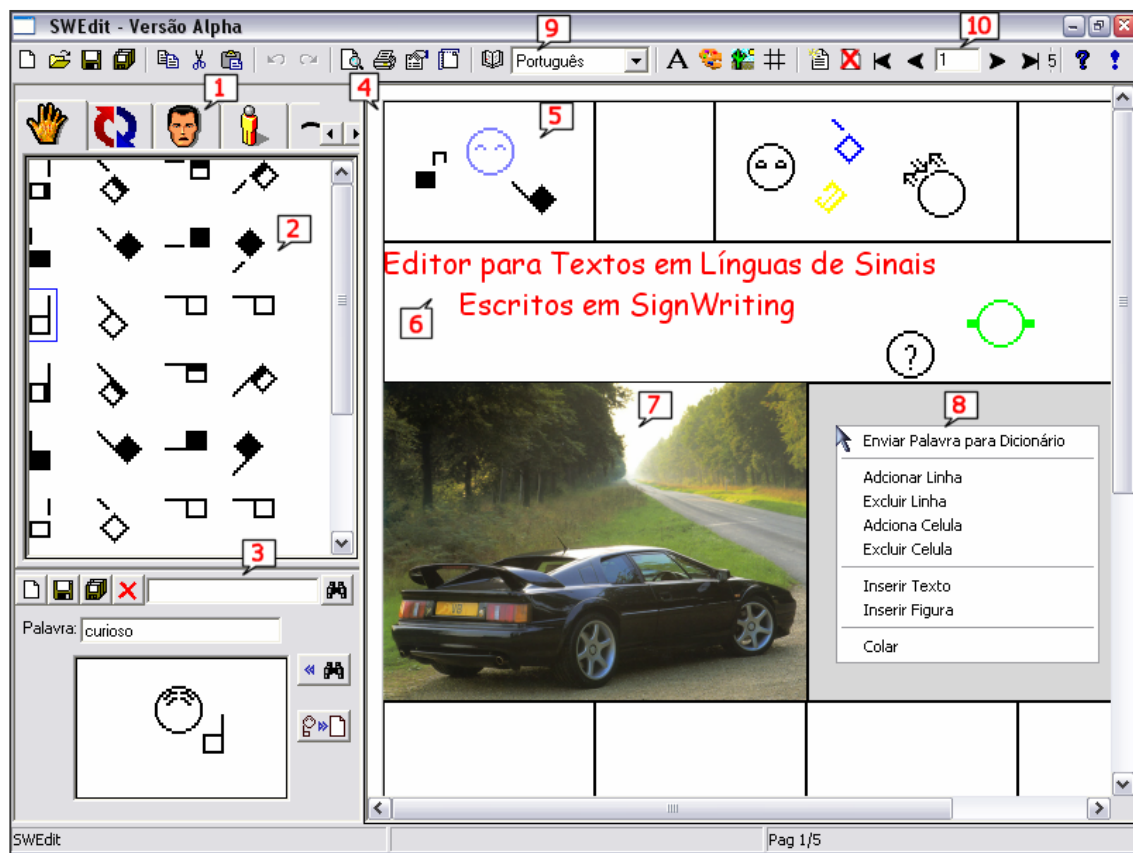 SWEdit - Versão Alpha
9
10
Português
1
5
1
4
5
2
Editor para Textos em Línguas de Sinais
Escritos em SignWriting
6
?
7
8
Enviar Palavra para Dicionário
Adcionar Linha
Excluir Linha
Adciona Celula
Excluir Celula
Inserir Texto
Inserir Figura
Colar
V8
3
Palavra: curioso
SWEdit
Pag 1/5